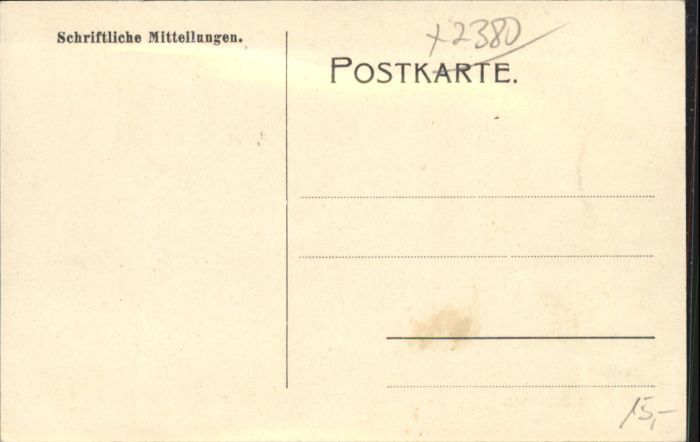 Schriftliche Mitteilungen.
x2380
POSTKARTE.
15,-